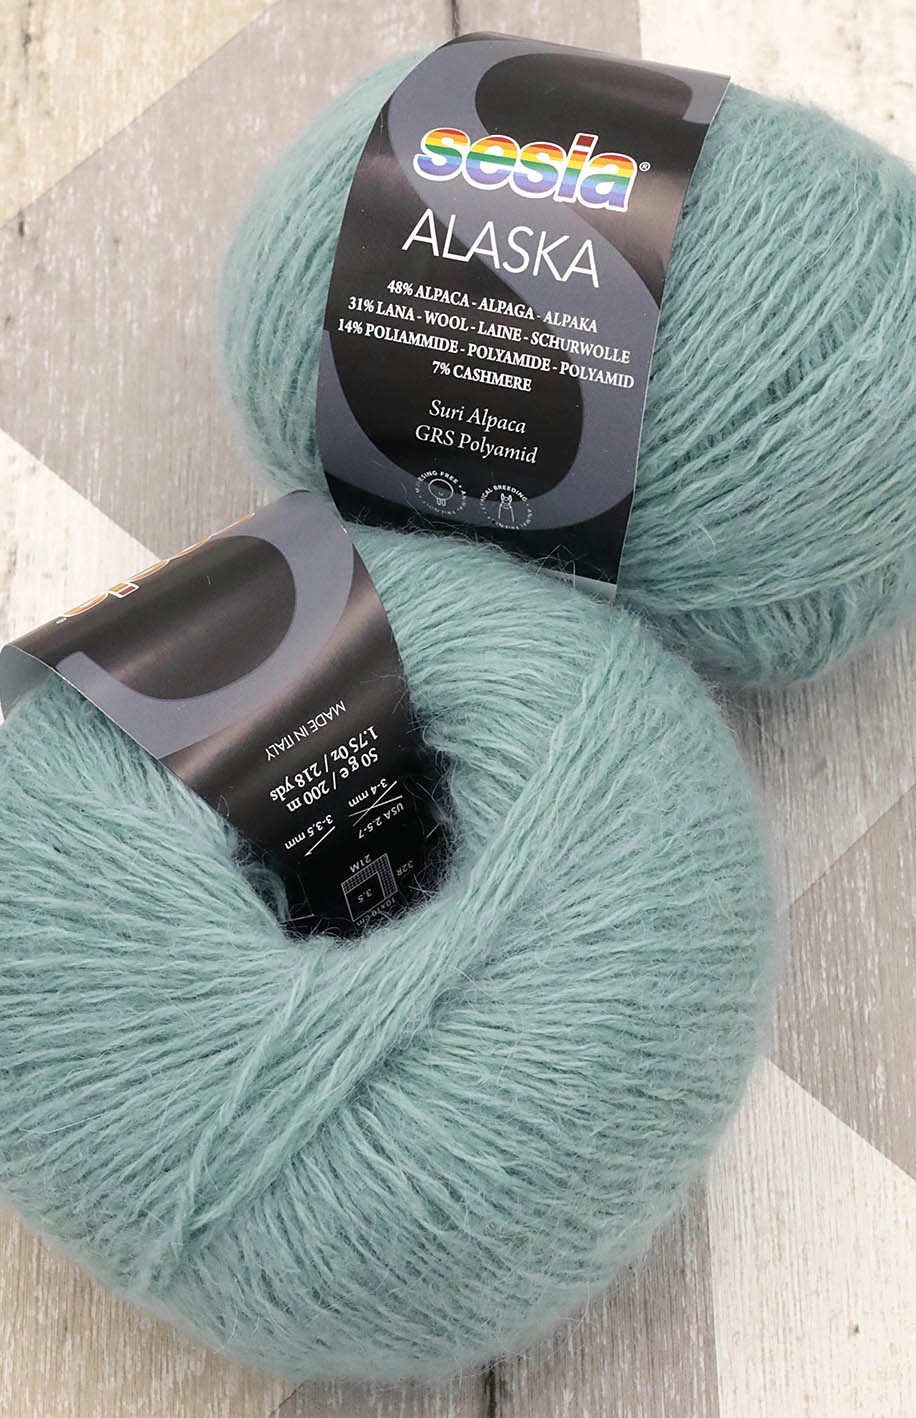 sesia®
ALASKA
48% ALPACA - ALPAGA - ALPAKA
31% LANA - WOOL - LAINE - SCHURWOLLE
14% POLIAMMIDE - POLYAMIDE - POLYAMID
7% CASHMERE
Suri Alpaca
GRS Polyamid
MADE IN ITALY
50 g e / 200 m
1.75 Oz / 218 yds
3-4 mm
USA 2.5-7
3-3.5 mm
21M
32R
3.5
10x10 cm